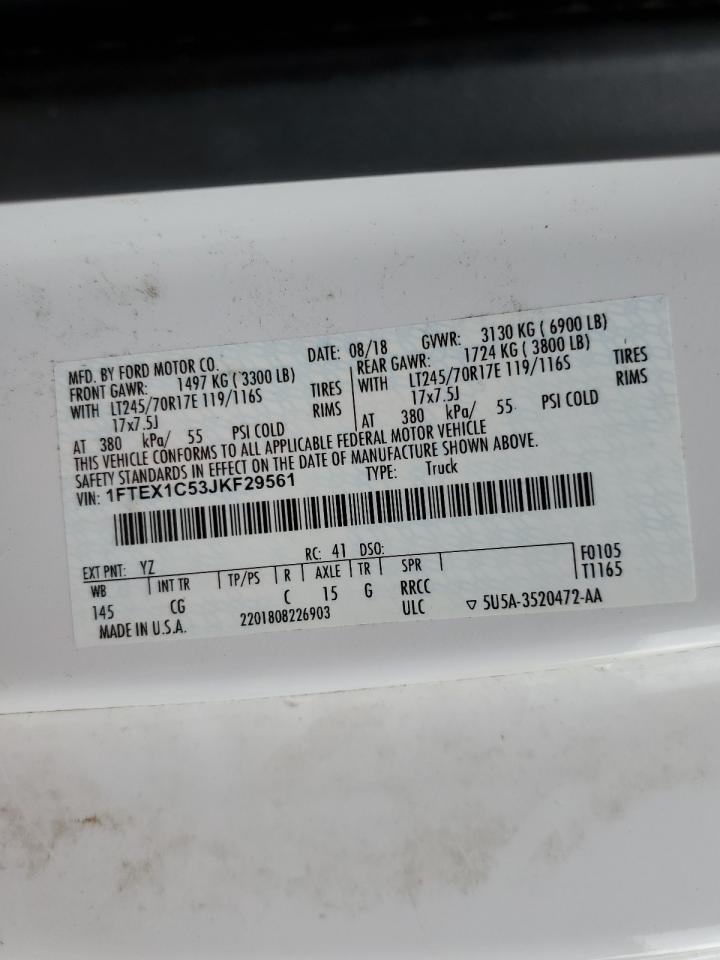 MFD. BY FORD MOTOR CO.
DATE: 08/18 GVWR: 3130 KG ( 6900 LB)
FRONT GAWR: 1497 KG ( 3300 LB)
WITH LT245/70R17E 119/116S TIRES
17x7.5J RIMS
AT 380 kPa/ 55 PSI COLD
REAR GAWR: 1724 KG ( 3800 LB)
WITH LT245/70R17E 119/116S TIRES
17x7.5J RIMS
AT 380 kPa/ 55 PSI COLD
THIS VEHICLE CONFORMS TO ALL APPLICABLE FEDERAL MOTOR VEHICLE
SAFETY STANDARDS IN EFFECT ON THE DATE OF MANUFACTURE SHOWN ABOVE.
VIN: 1FTEX1C53JKF29561 TYPE: Truck
EXT PNT: YZ RC: 41 DSO: F0105
WB INT TR TP/PS R AXLE TR SPR T1165
145 CG C 15 G RRCC
MADE IN U.S.A. 2201808226903 ULC ▽ 5U5A-3520472-AA